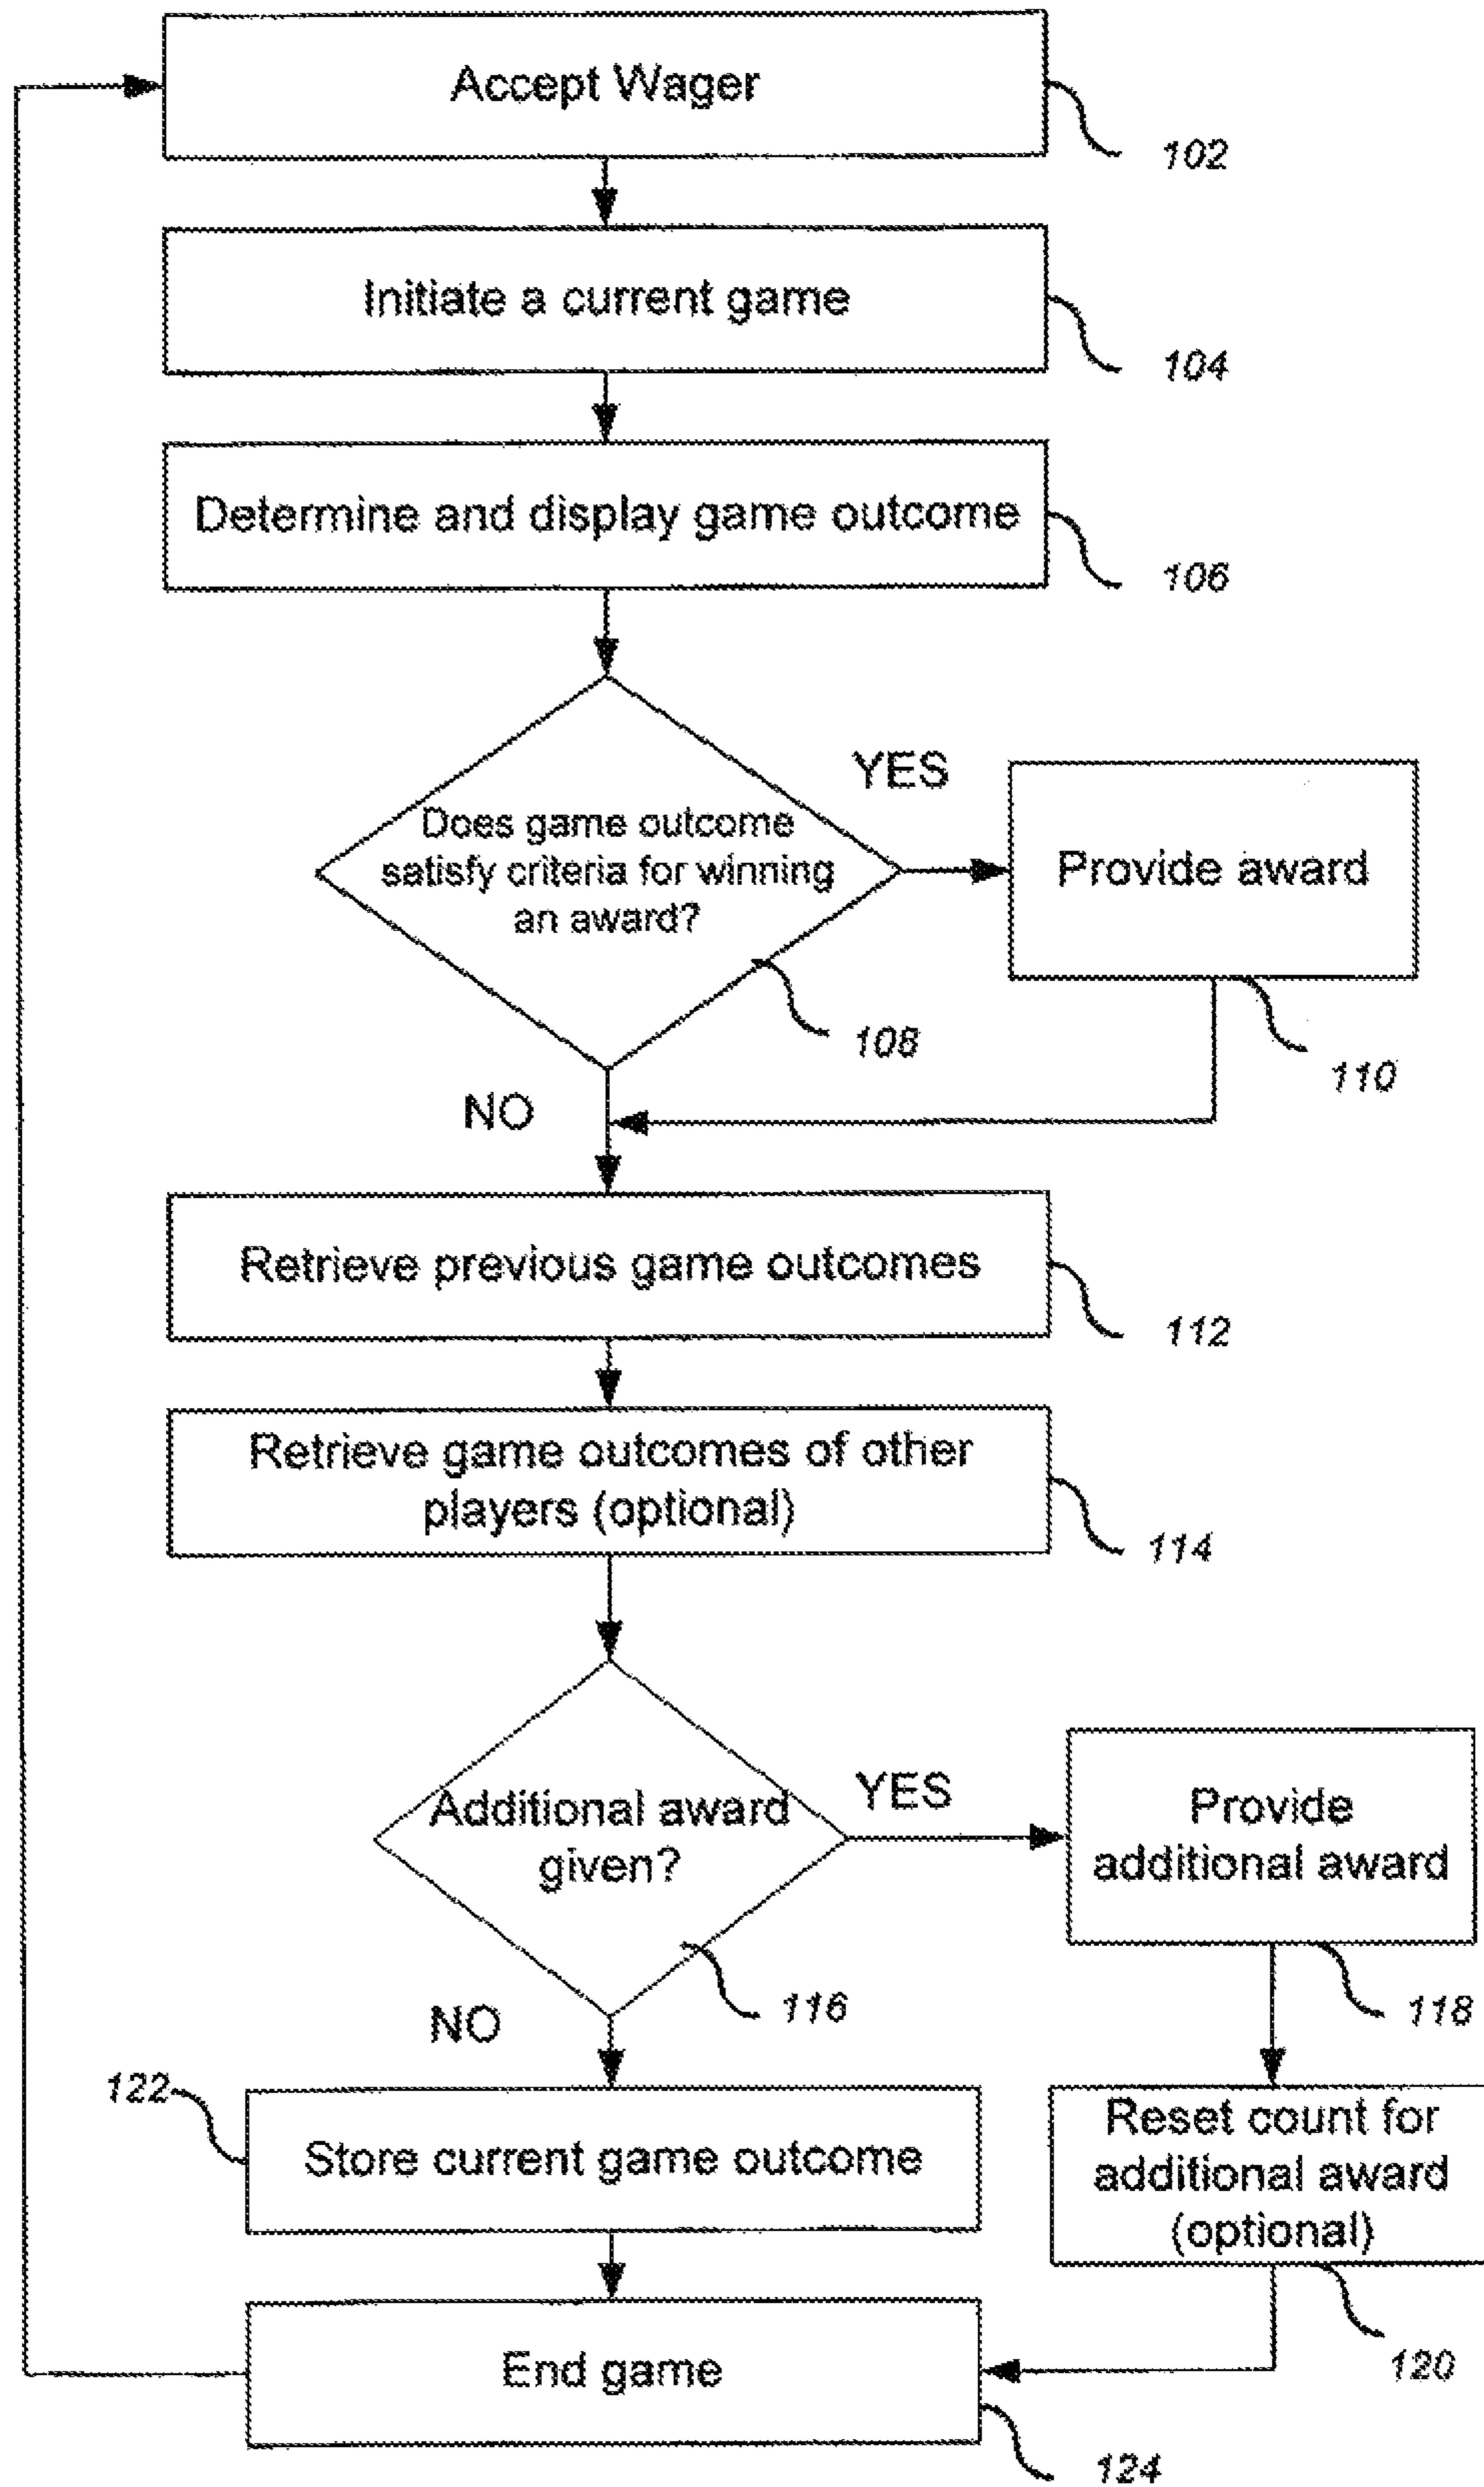 Accept Wager
102
Initiate a current game
104
Determine and display game outcome
106
Does game outcome
satisfy criteria for winning
an award?
108
YES
Provide award
110
NO
Retrieve previous game outcomes
112
Retrieve game outcomes of other
players (optional)
114
Additional award
given?
116
YES
Provide
additional award
118
NO
122
Store current game outcome
Reset count for
additional award
(optional)
120
End game
124